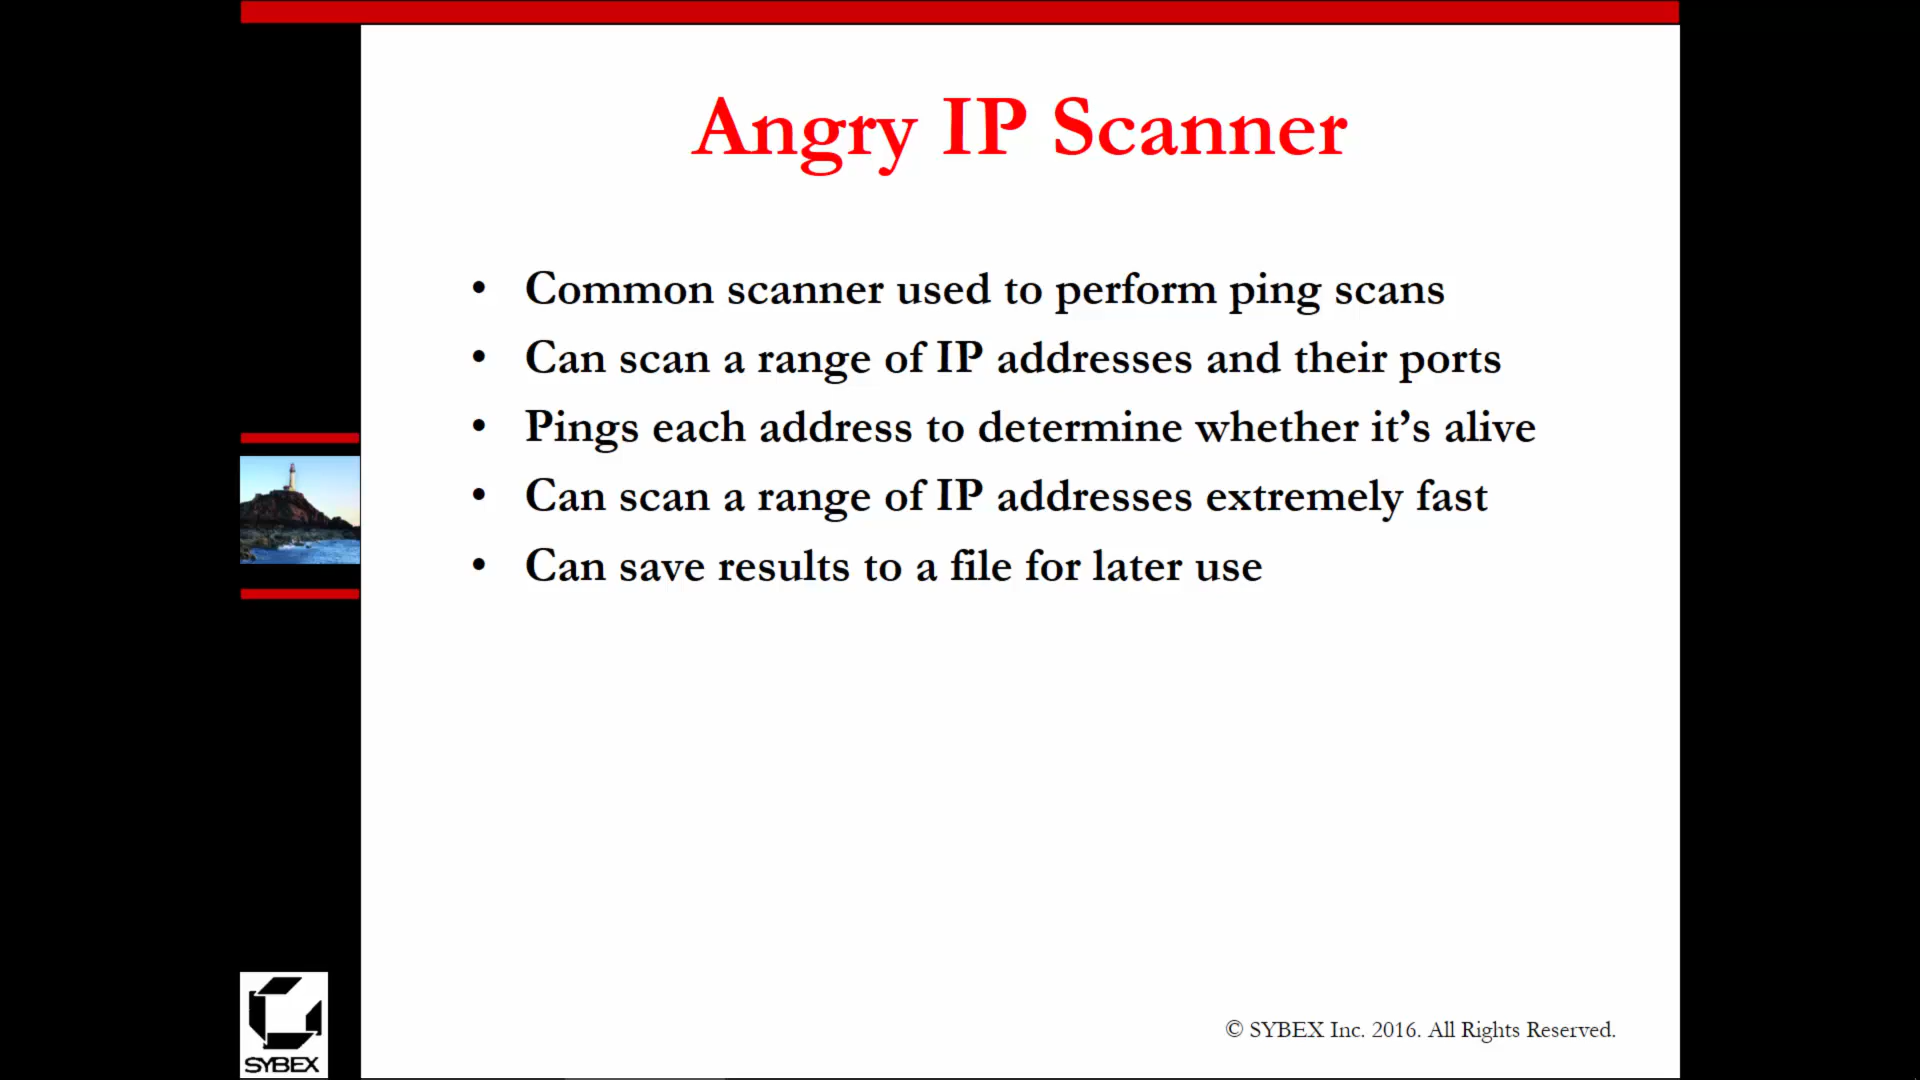 Angry IP Scanner
• Common scanner used to perform ping scans
• Can scan a range of IP addresses and their ports
• Pings each address to determine whether it’s alive
• Can scan a range of IP addresses extremely fast
• Can save results to a file for later use
SYBEX
© SYBEX Inc. 2016. All Rights Reserved.